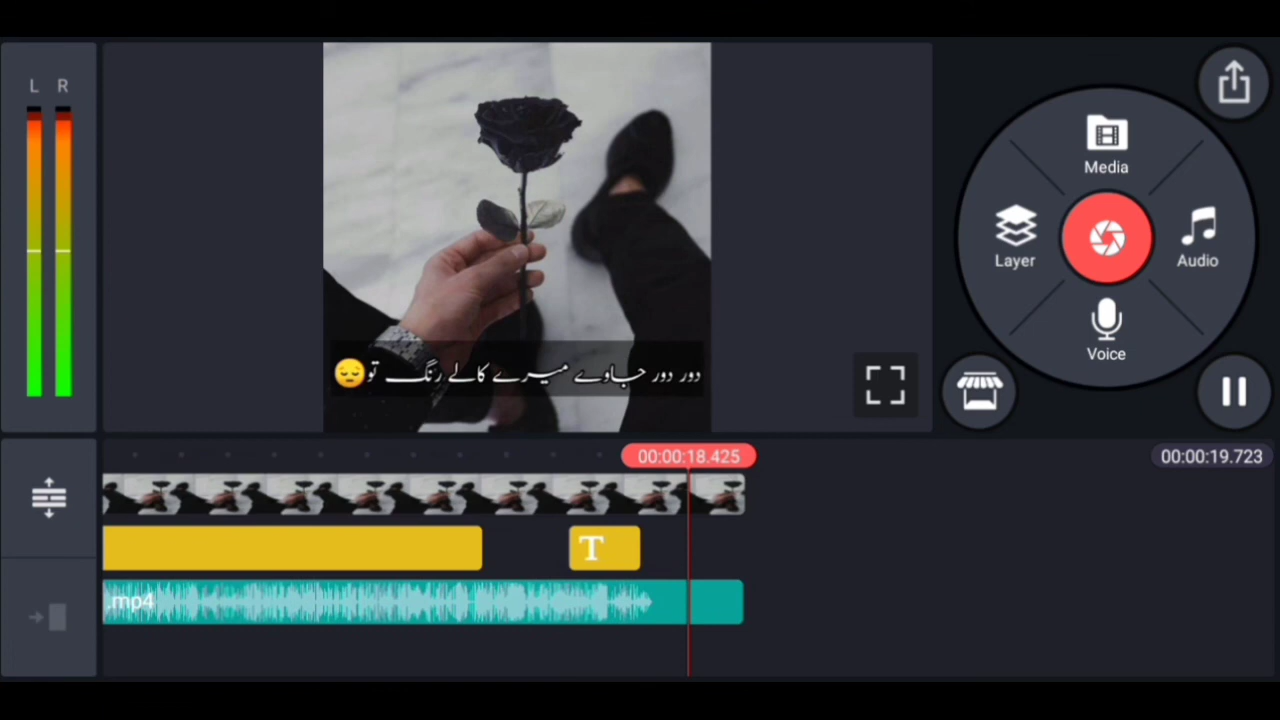 L R
Media
Layer
Audio
Voice
دور دور جاوے میرے کالے رنگ تو😔
00:00:18.425
00:00:19.723
T
.mp4